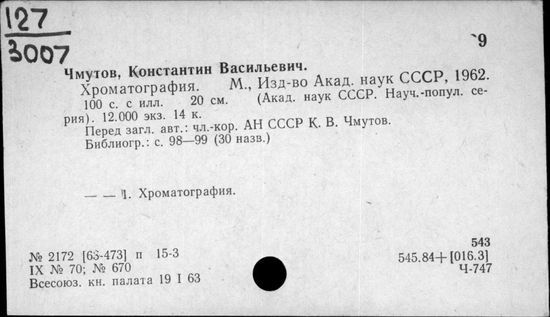 127
3007
9
Чмутов, Константин Васильевич.
Хроматография. М., Изд-во Акад. наук СССР, 1962.
100 с. с илл. 20 см. (Акад. наук СССР. Науч.-попул. се-
рия). 12.000 экз. 14 к.
Перед загл. авт.: чл.-кор. АН СССР К. В. Чмутов.
Библиогр.: с. 98—99 (30 назв.)
— — 1. Хроматография.
543
№ 2172 [63-473] п 15-3
545.84+[016.3]
IX № 70; № 670
Ч-747
Всесоюз. кн. палата 19 I 63